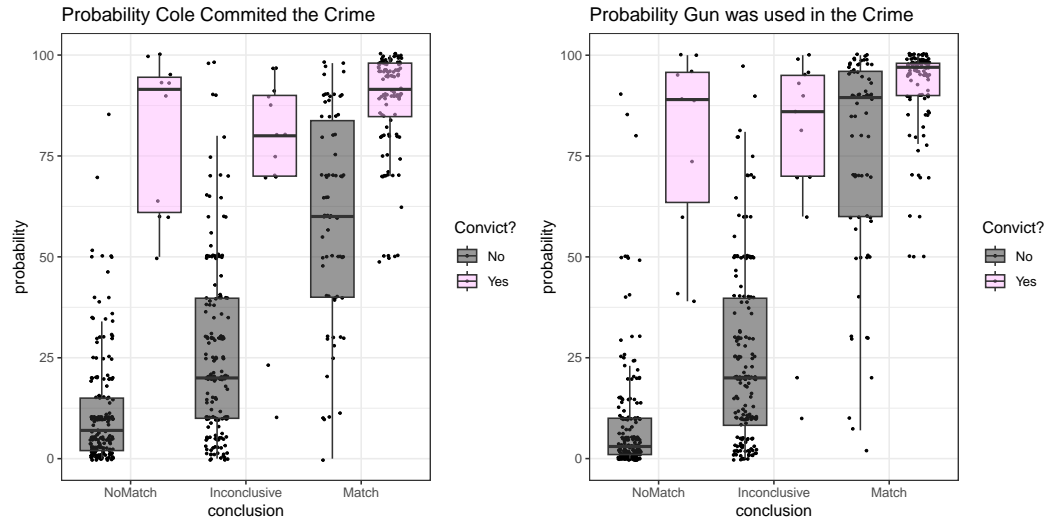 Probability Cole Commited the Crime
probability
100
75
50
25
0
NoMatch
Inconclusive
Match
conclusion
Convict?
No
Yes
Probability Gun was used in the Crime
probability
100
75
50
25
0
NoMatch
Inconclusive
Match
conclusion
Convict?
No
Yes